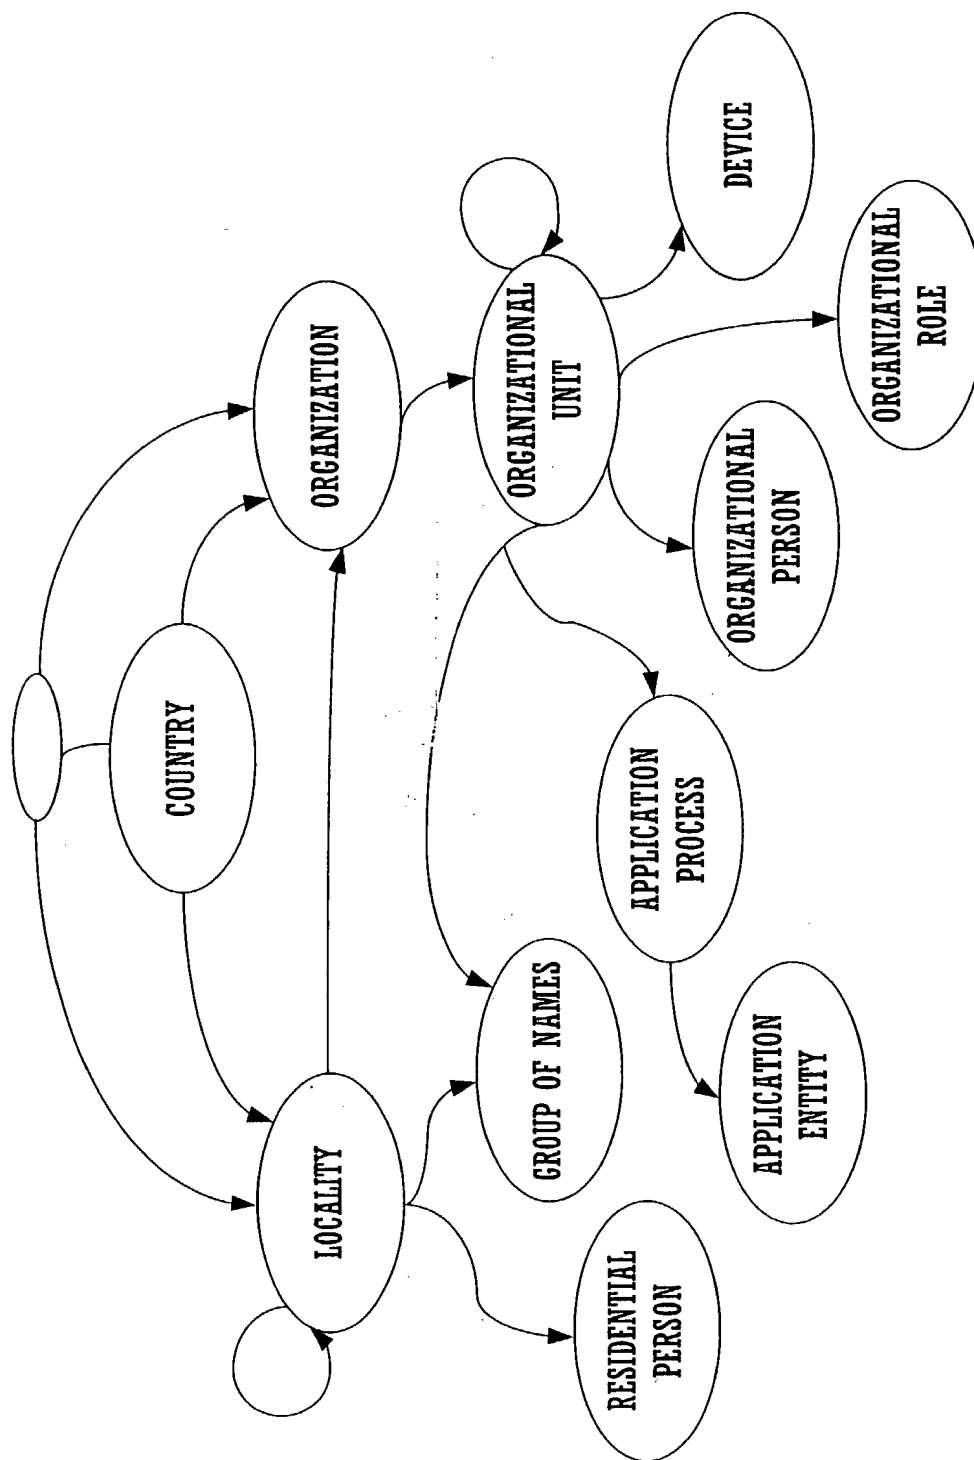 COUNTRY
LOCALITY
ORGANIZATION
GROUP OF NAMES
ORGANIZATIONAL
UNIT
RESIDENTIAL
PERSON
APPLICATION
PROCESS
APPLICATION
ENTITY
ORGANIZATIONAL
PERSON
DEVICE
ORGANIZATIONAL
ROLE